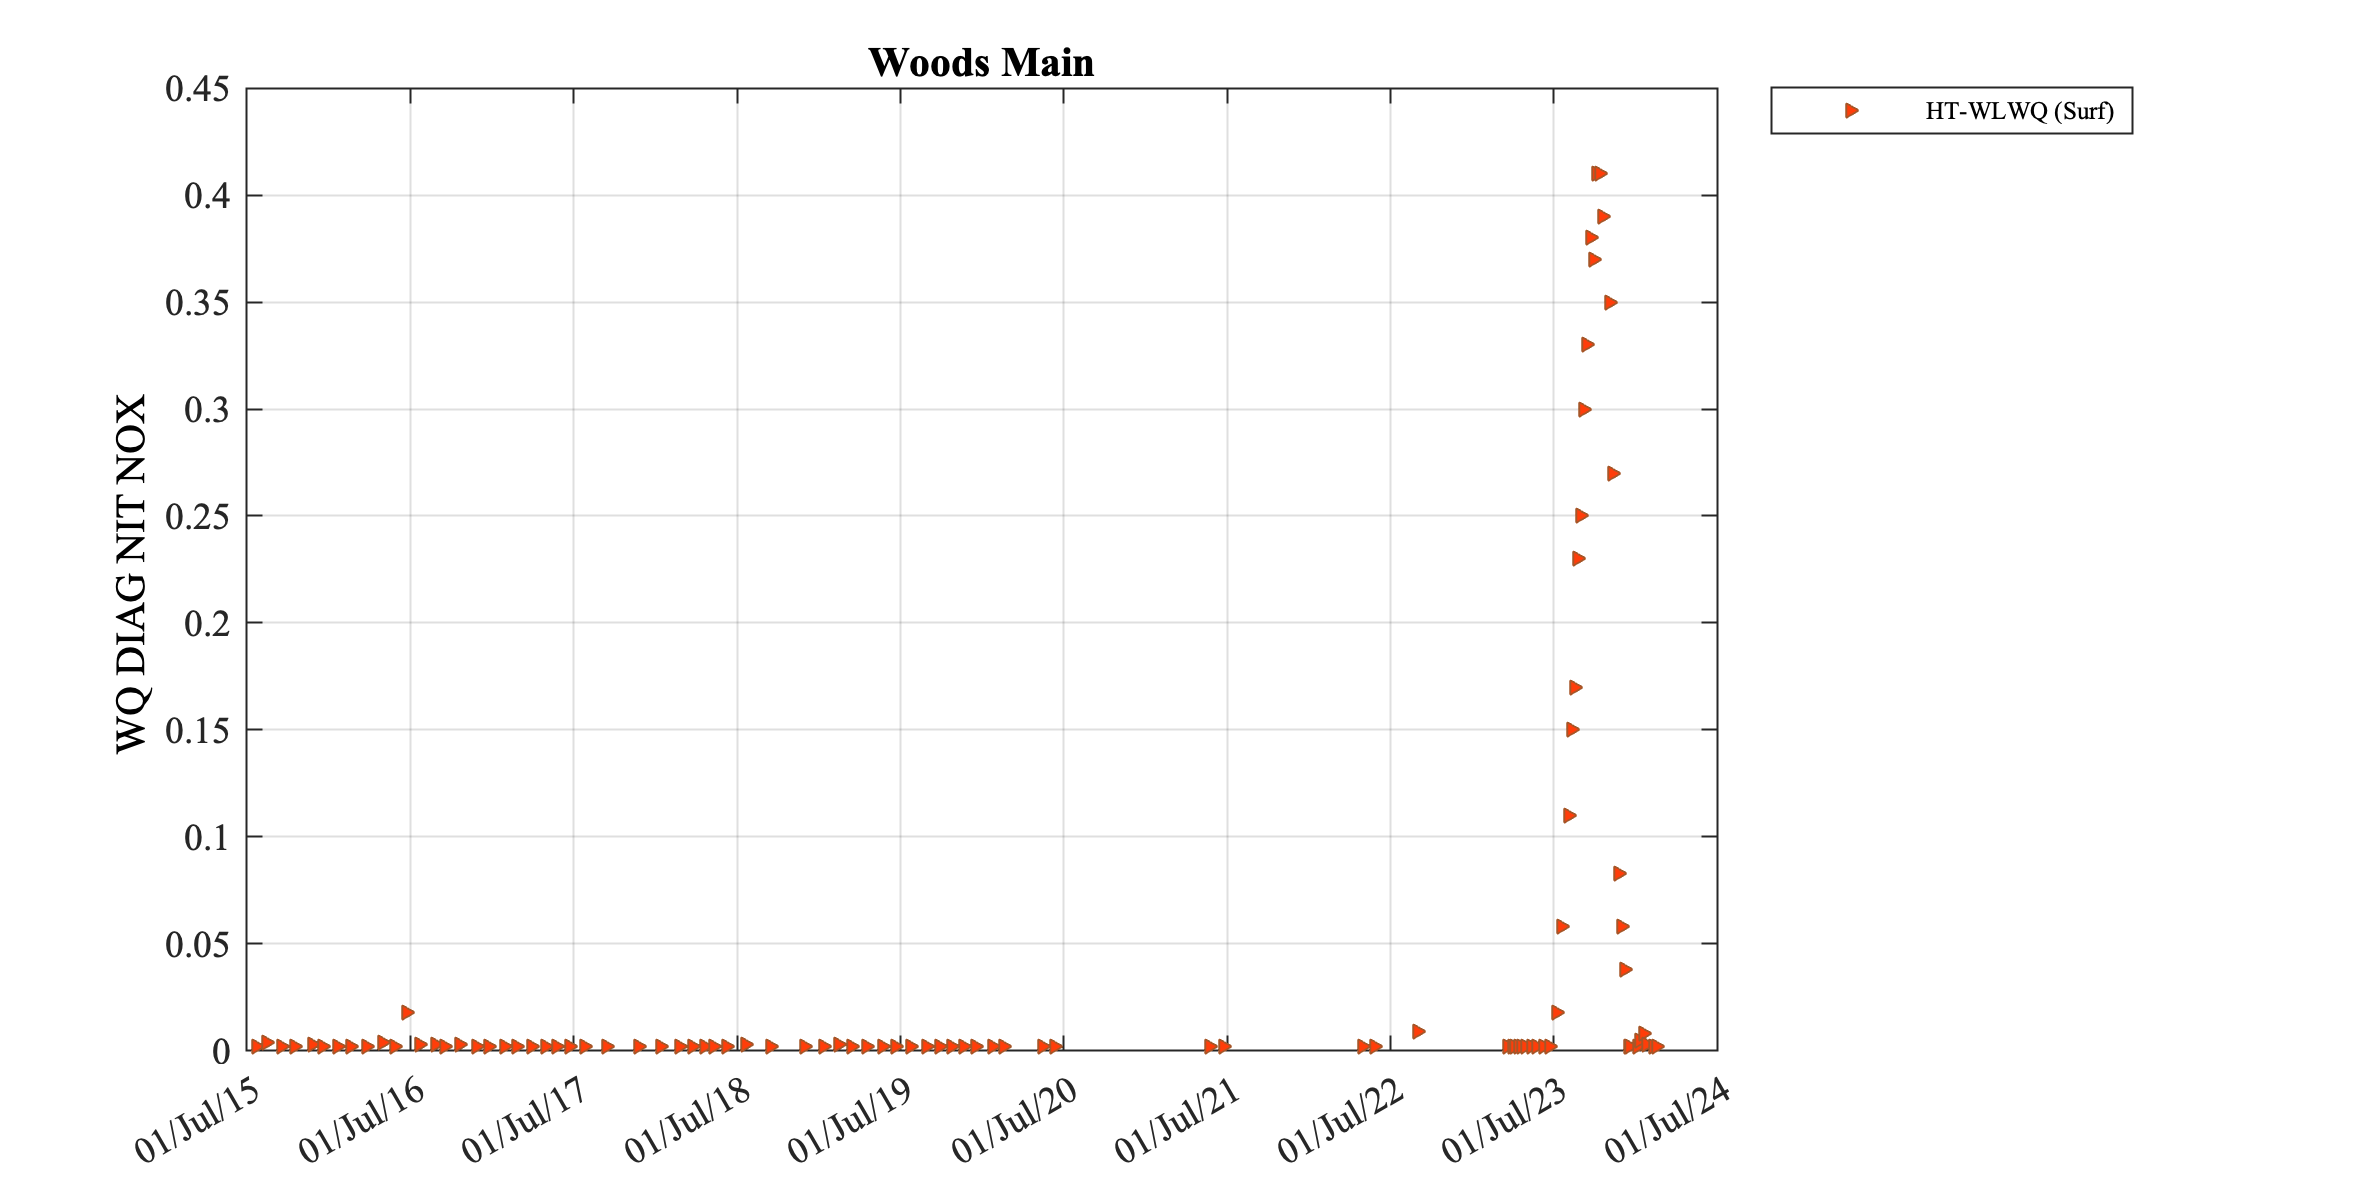 Woods Main
HT-WLWQ (Surf)
WQ DIAG NIT NOX
0.45
0.4
0.35
0.3
0.25
0.2
0.15
0.1
0.05
0
01/Jul/15
01/Jul/16
01/Jul/17
01/Jul/18
01/Jul/19
01/Jul/20
01/Jul/21
01/Jul/22
01/Jul/23
01/Jul/24